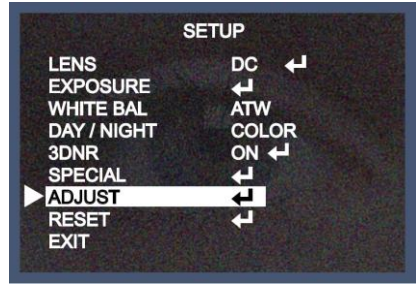 SETUP
LENS DC ↵
EXPOSURE ↵
WHITE BAL ATW
DAY / NIGHT COLOR
3DNR ON ↵
SPECIAL ↵
ADJUST ↵
RESET ↵
EXIT